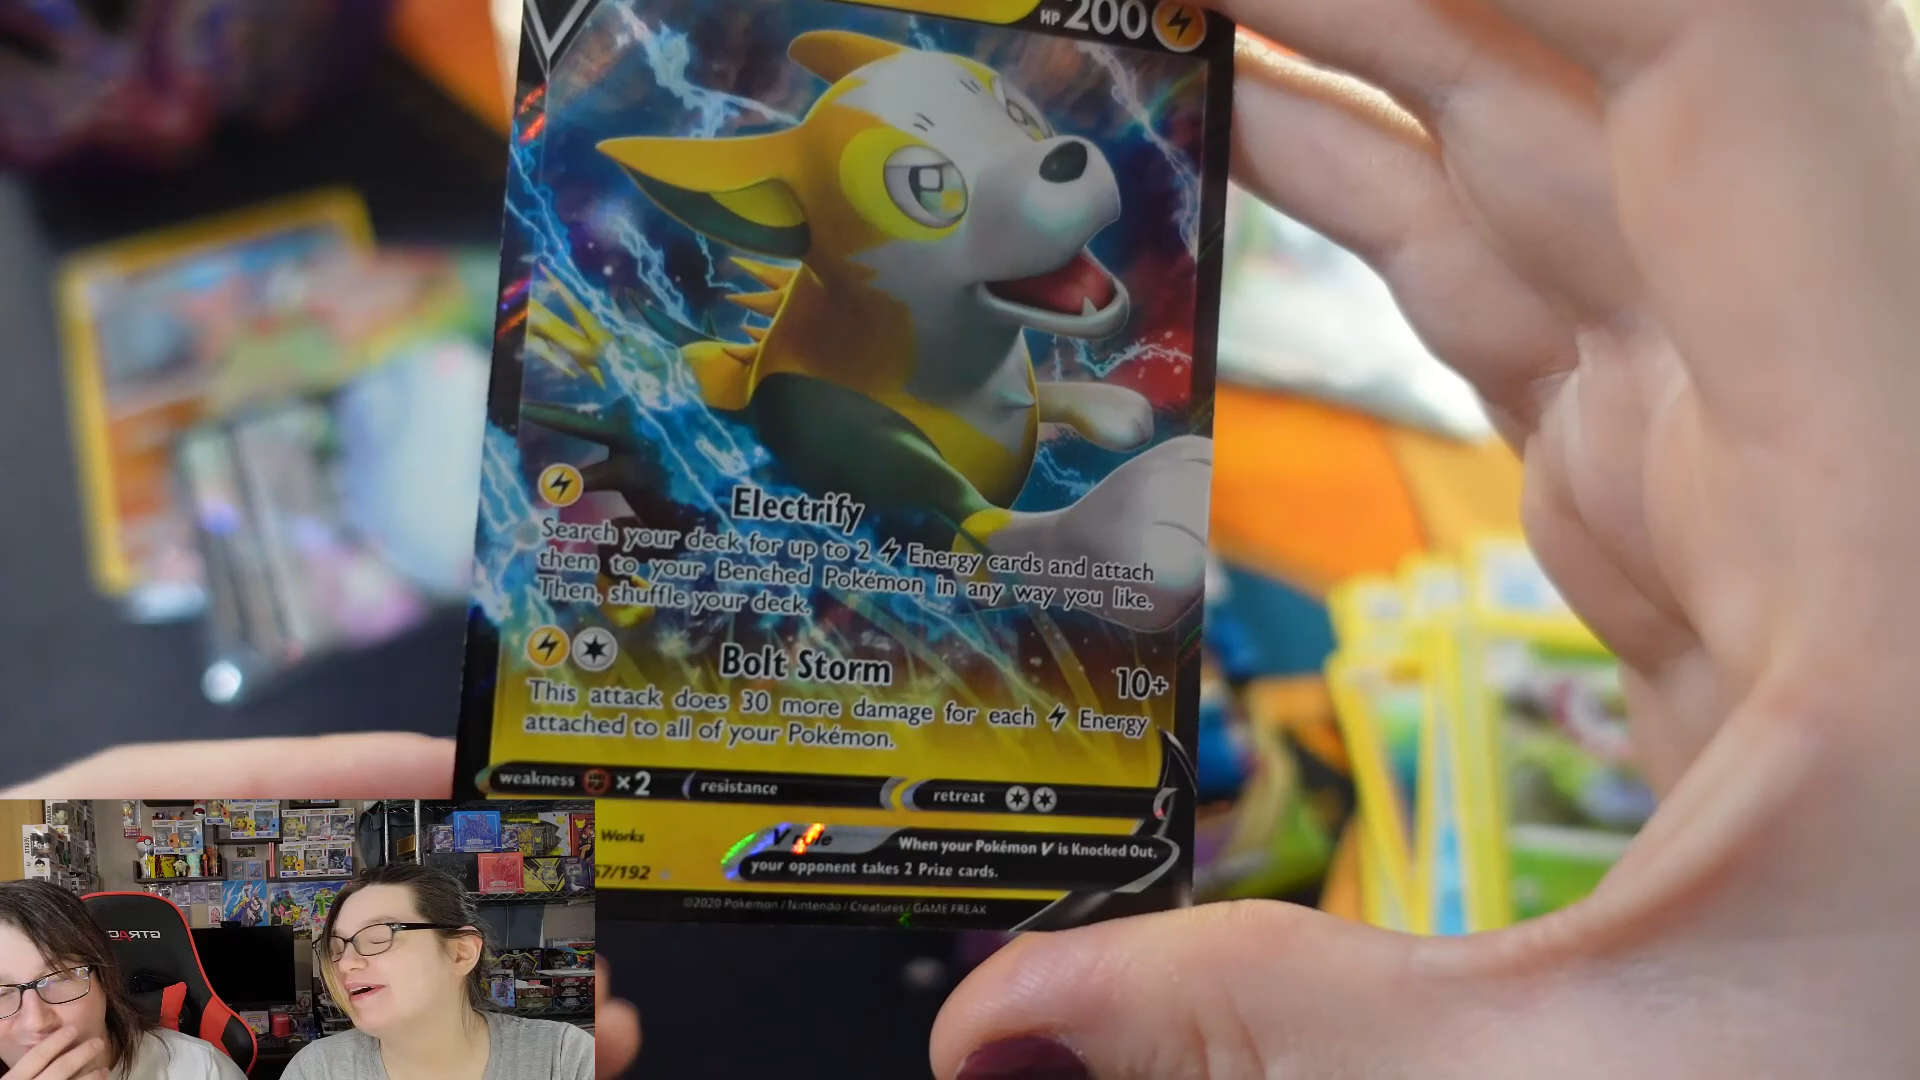 HP 200
Electrify
Search your deck for up to 2 Energy cards and attach
them to your Benched Pokémon in any way you like.
Then, shuffle your deck.
Bolt Storm 10+
This attack does 30 more damage for each Energy
attached to all of your Pokémon.
weakness ×2 resistance retreat
Works
V rule When your Pokémon V is Knocked Out,
your opponent takes 2 Prize cards.
67/192
©2020 Pokémon / Nintendo / Creatures / GAME FREAK